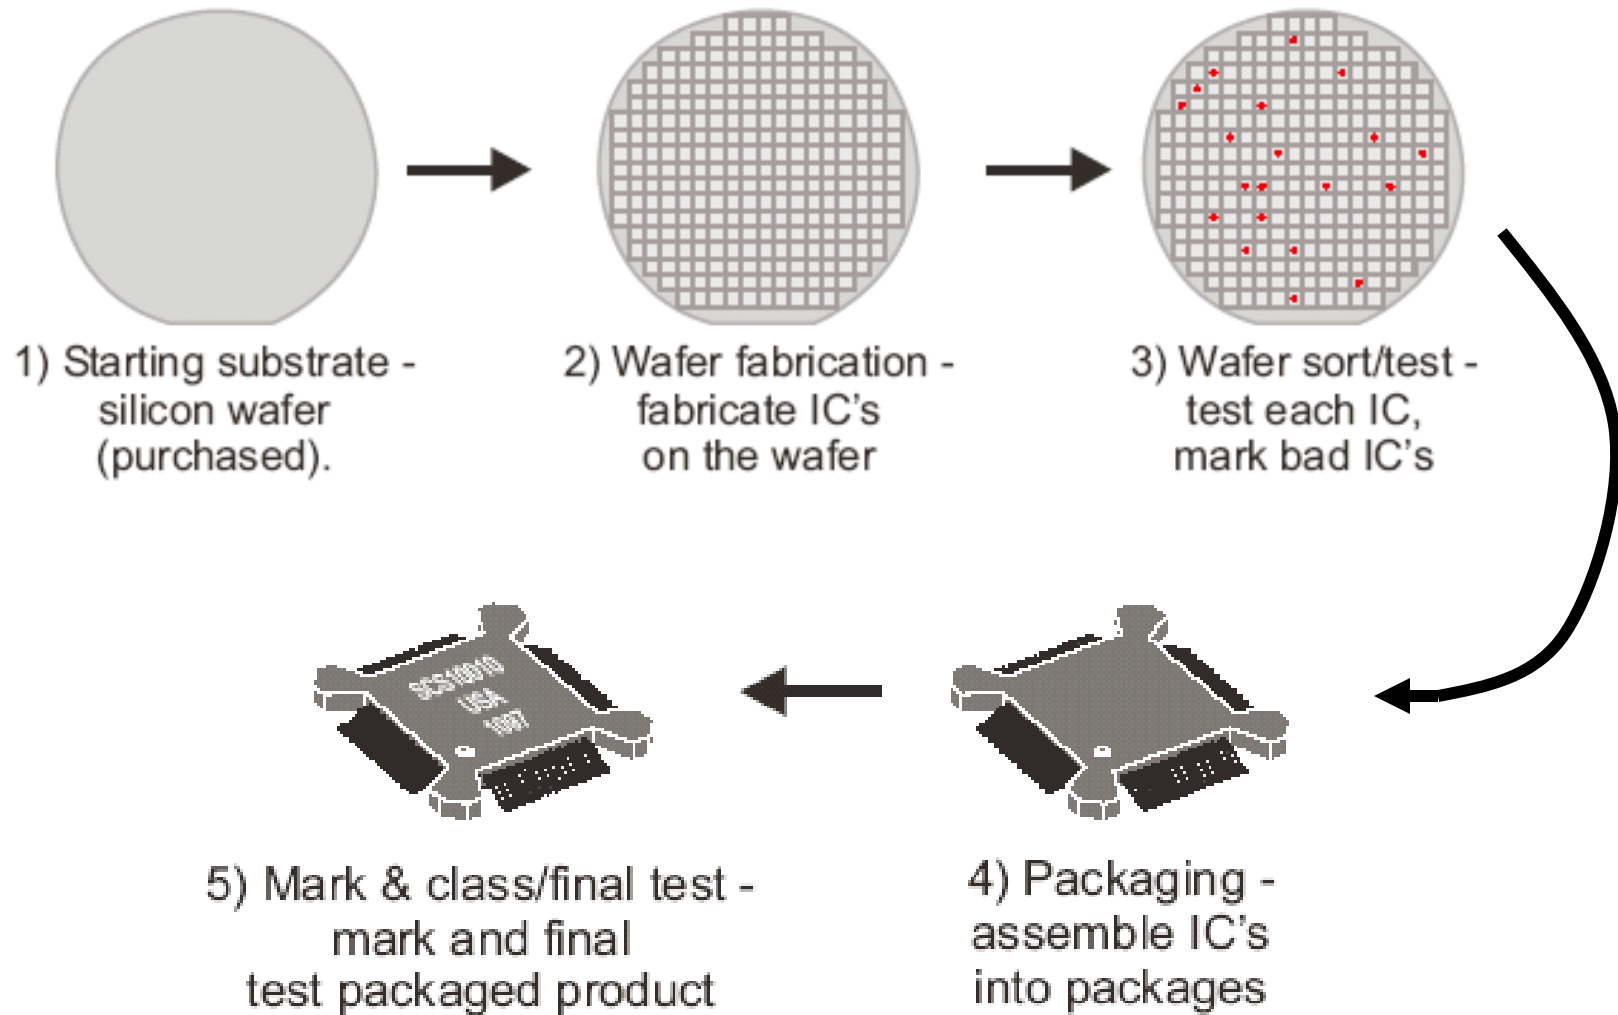 1) Starting substrate -
silicon wafer
(purchased).
2) Wafer fabrication -
fabricate IC's
on the wafer
3) Wafer sort/test -
test each IC,
mark bad IC's
4) Packaging -
assemble IC's
into packages
SCS10010
USA
1097
5) Mark & class/final test -
mark and final
test packaged product